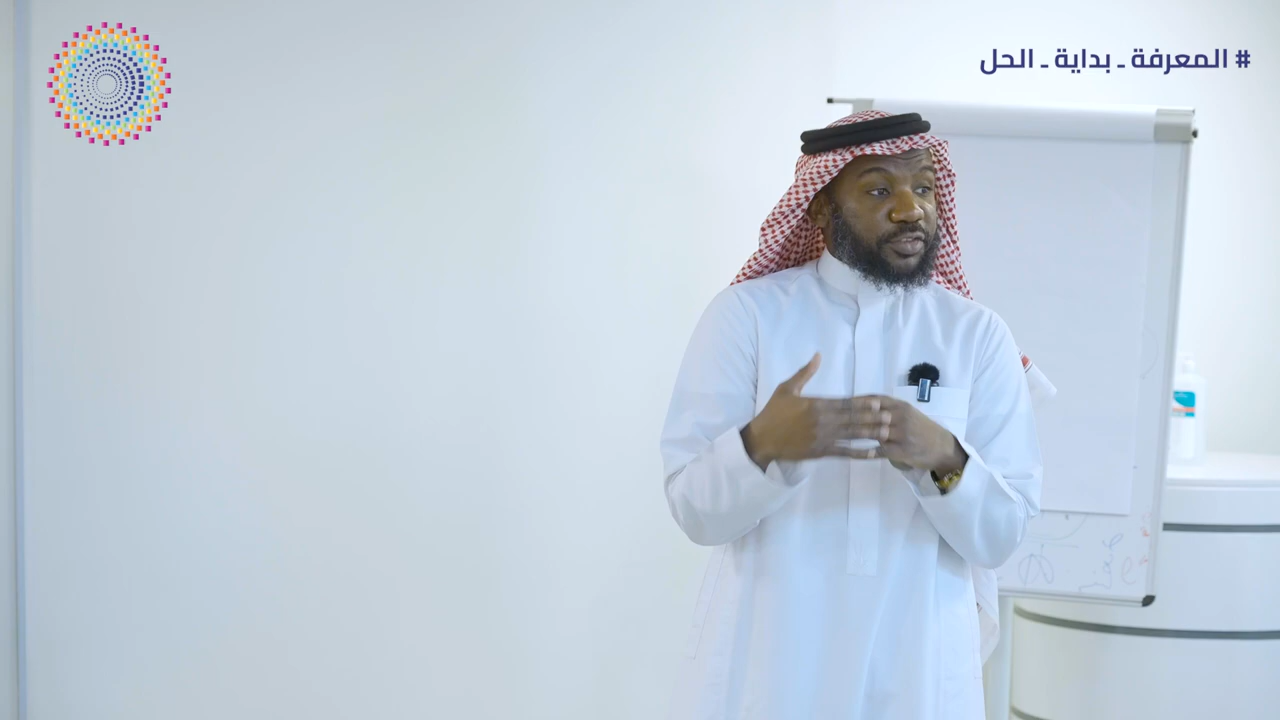 # المعرفة ـ بداية ـ الحل